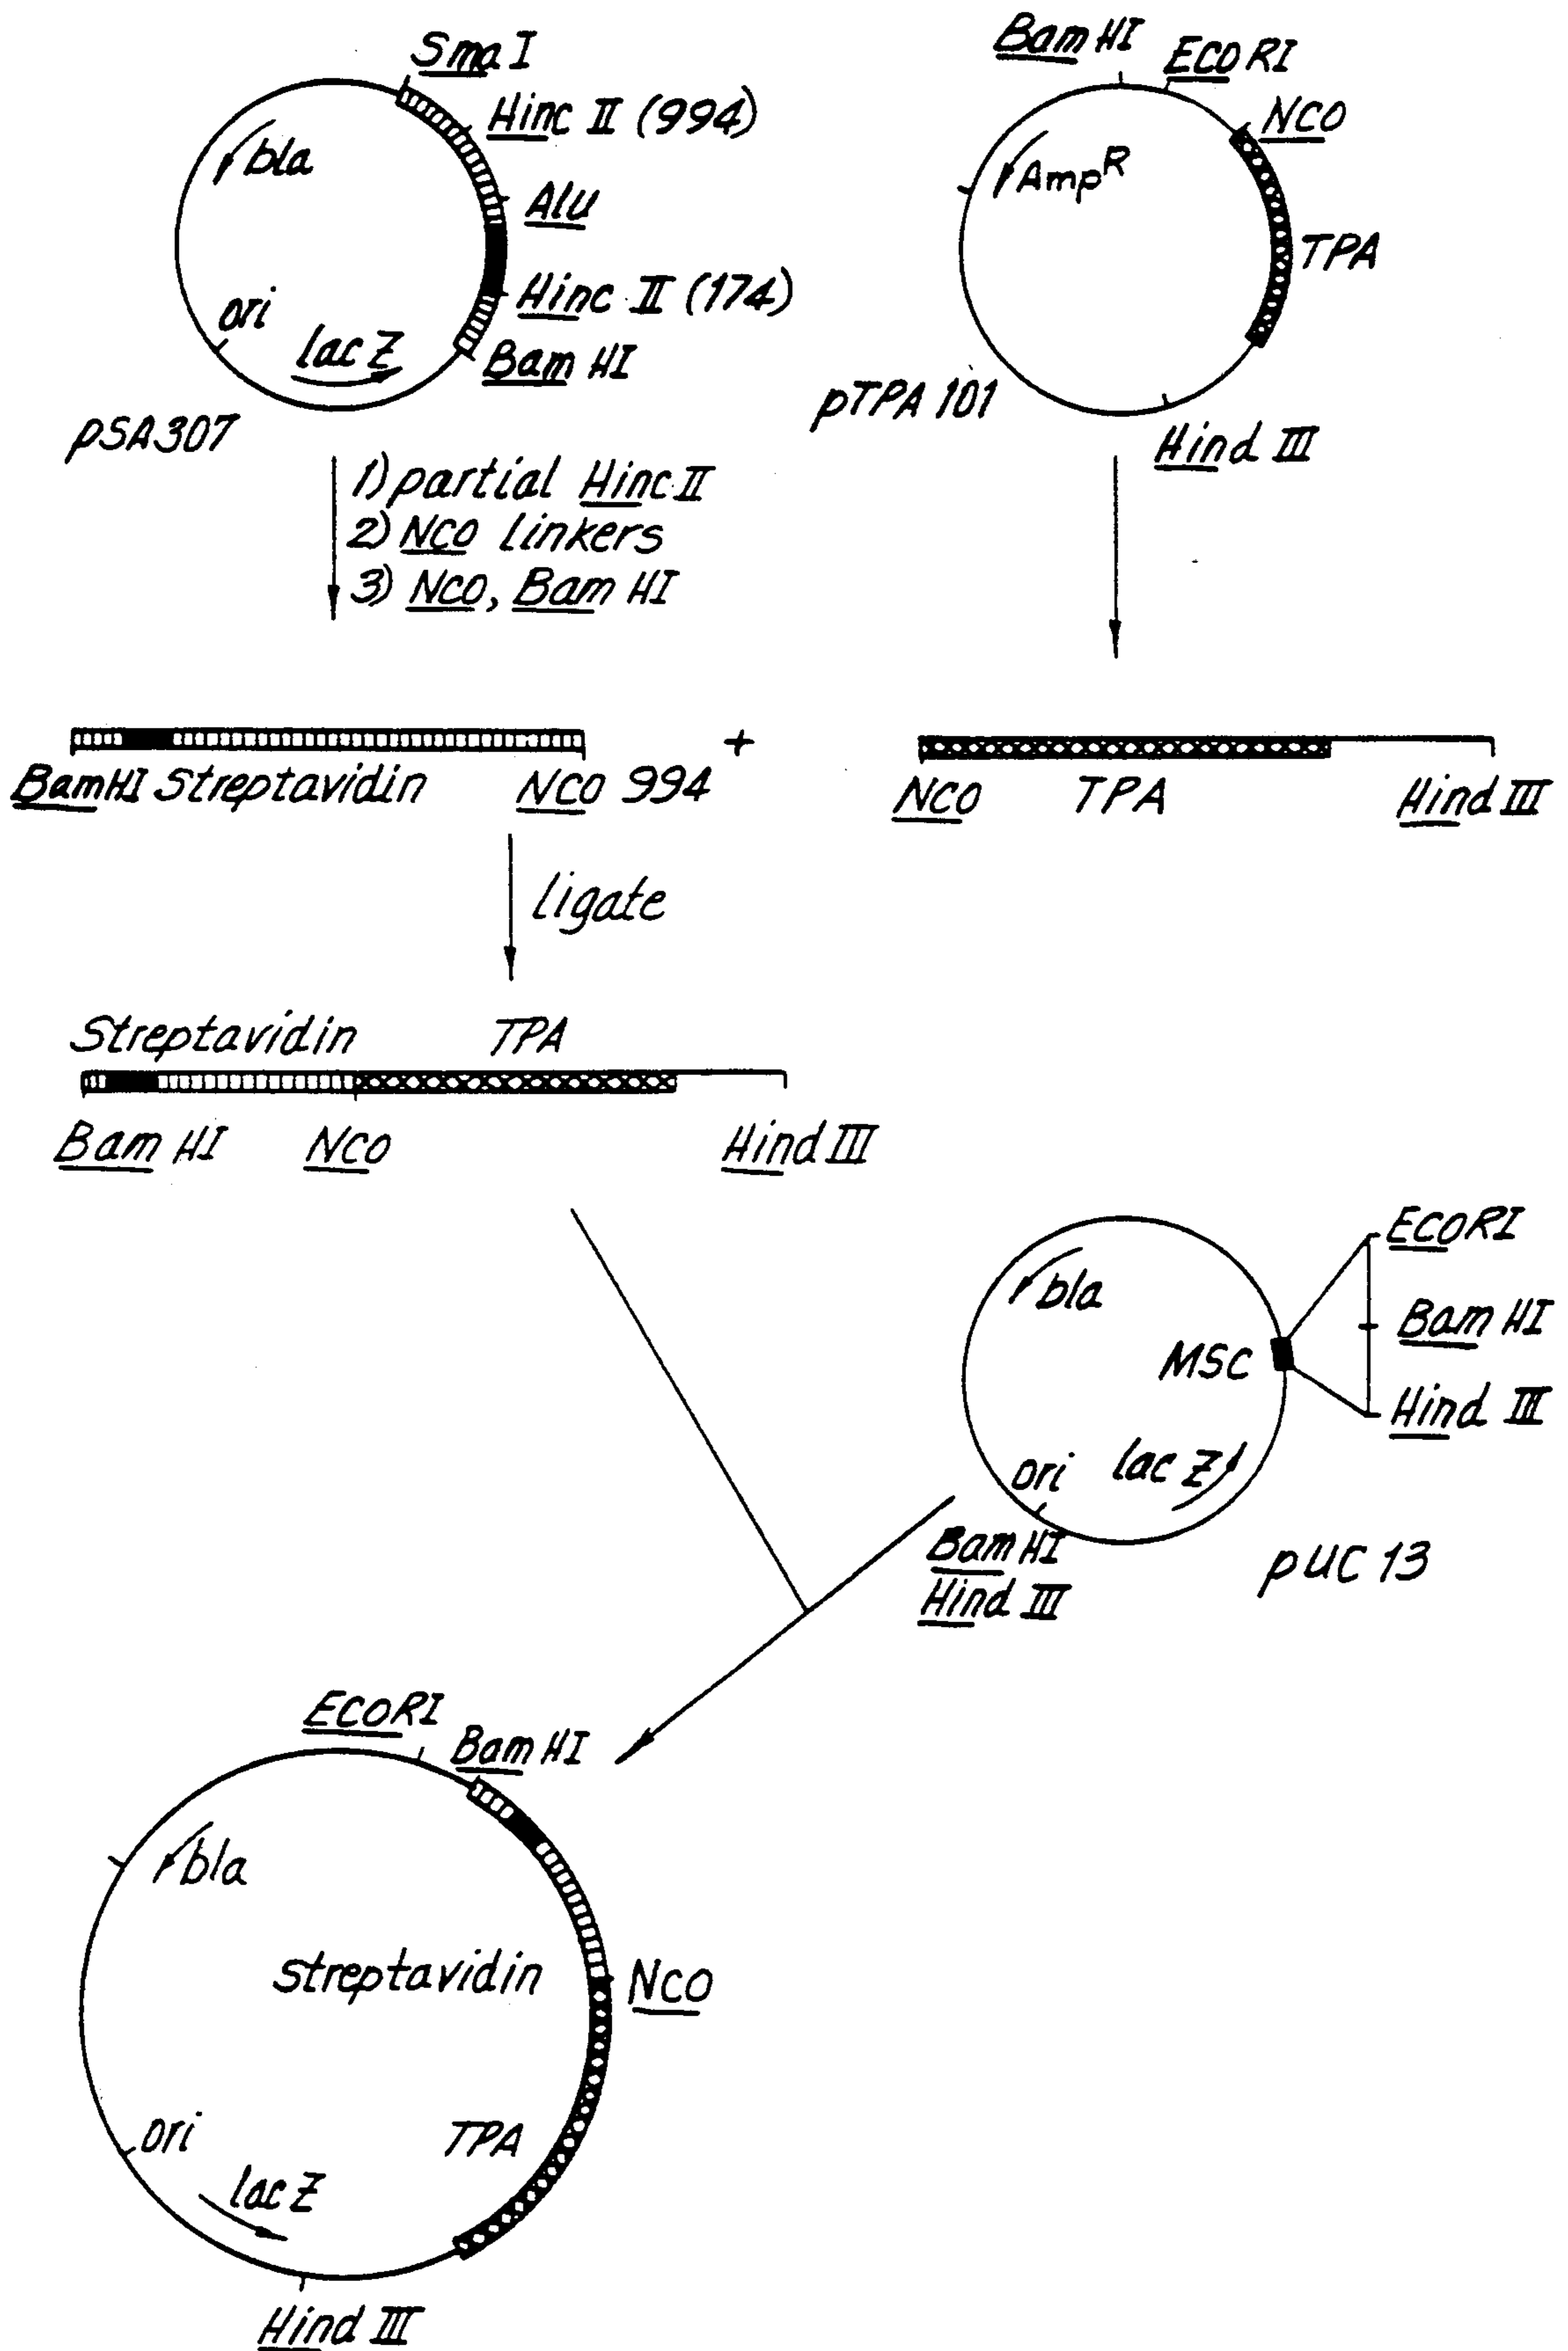 Sma I
Hinc II (994)
Alu
Hinc II (174)
Bam HI
bla
ori
lac Z
pSA307
Bam HI
ECORI
NCO
Amp^R
TPA
pTPA 101
Hind III
1) partial Hinc II
2) NCO linkers
3) NCO, Bam HI
+
BamHI Streptavidin NCO 994
NCO TPA Hind III
ligate
Streptavidin TPA
Bam HI NCO Hind III
bla
MSC
ECORI
Bam HI
Hind III
ori lac Z
Bam HI
Hind III
pUC 13
ECORI
Bam HI
bla
streptavidin
NCO
ori
TPA
lac Z
Hind III